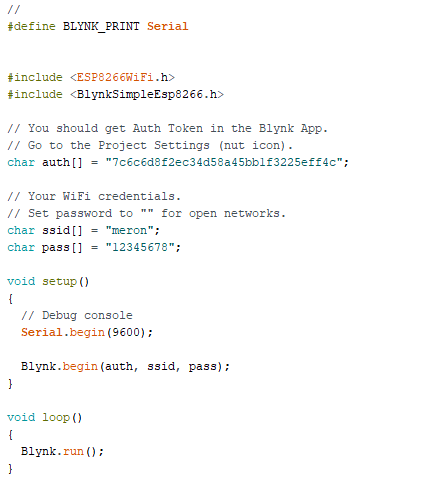 //
#define BLYNK_PRINT Serial
#include <ESP8266WiFi.h>
#include <BlynkSimpleEsp8266.h>
// You should get Auth Token in the Blynk App.
// Go to the Project Settings (nut icon).
char auth[] = "7c6c6d8f2ec34d58a45bb1f3225eff4c";
// Your WiFi credentials.
// Set password to "" for open networks.
char ssid[] = "meron";
char pass[] = "12345678";
void setup()
{
  // Debug console
  Serial.begin(9600);
  Blynk.begin(auth, ssid, pass);
}
void loop()
{
  Blynk.run();
}